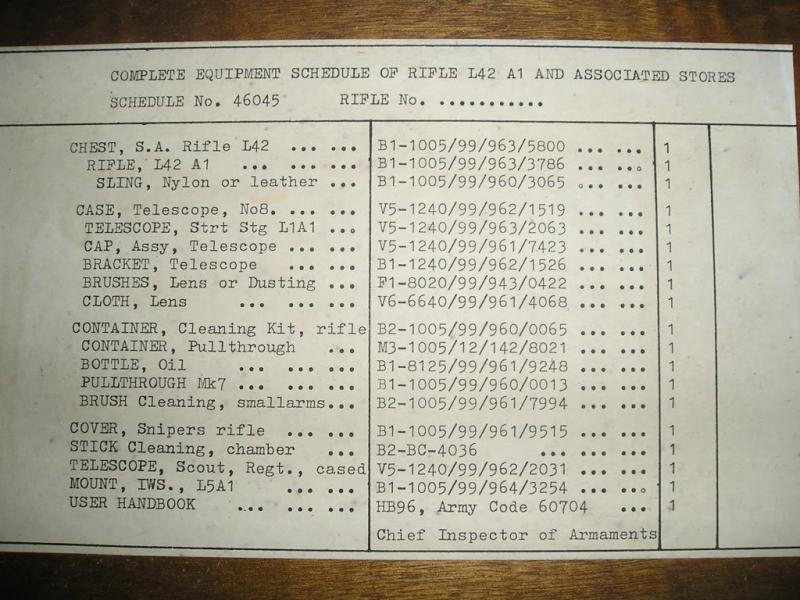 COMPLETE EQUIPMENT SCHEDULE OF RIFLE L42 A1 AND ASSOCIATED STORES
SCHEDULE No. 46045 RIFLE No. ............
CHEST, S.A. Rifle L42 ... ... B1-1005/99/963/5800 ... ... 1
RIFLE, L42 A1 ... ... ... B1-1005/99/963/3786 ... ... 1
SLING, Nylon or leather ... B1-1005/99/960/3065 ... ... 1
CASE, Telescope, No8. ... ... V5-1240/99/962/1519 ... ... 1
TELESCOPE, Strt Stg L1A1 ... V5-1240/99/963/2063 ... ... 1
CAP, Assy, Telescope ... ... V5-1240/99/961/7423 ... ... 1
BRACKET, Telescope ... ... B1-1240/99/962/1526 ... ... 1
BRUSHES, Lens or Dusting ... F1-8020/99/943/0422 ... ... 1
CLOTH, Lens ... ... ... V6-6640/99/961/4068 ... ... 1
CONTAINER, Cleaning Kit, rifle B2-1005/99/960/0065 ... ... 1
CONTAINER, Pullthrough ... M3-1005/12/142/8021 ... ... 1
BOTTLE, Oil ... ... ... B1-8125/99/961/9248 ... ... 1
PULLTHROUGH Mk7 ... ... ... B1-1005/99/960/0013 ... ... 1
BRUSH Cleaning, smallarms... B2-1005/99/961/7994 ... ... 1
COVER, Snipers rifle ... ... B1-1005/99/961/9515 ... ... 1
STICK Cleaning, chamber ... B2-BC-4036 ... ... ... 1
TELESCOPE, Scout, Regt., cased V5-1240/99/962/2031 ... ... 1
MOUNT, IWS., L5A1 ... ... B1-1005/99/964/3254 ... ... 1
USER HANDBOOK ... ... ... HB96, Army Code 60704 ... 1
Chief Inspector of Armaments